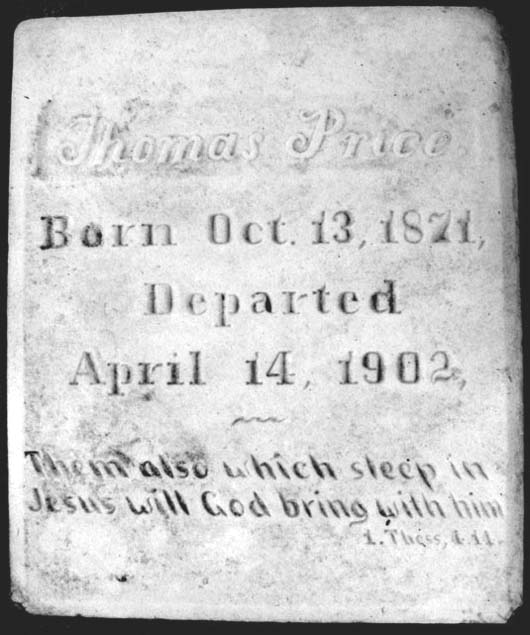 Thomas Price.
Born Oct. 13, 1871,
Departed
April 14, 1902,
Them also which sleep in
Jesus will God bring with him
1. Thess, 4.14.